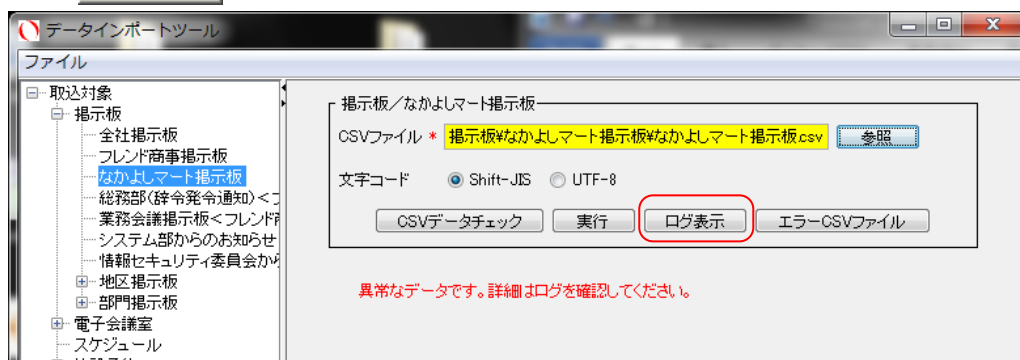 データインポートツール
ファイル
取込対象
掲示板
全社掲示板
フレンド商事掲示板
なかよしマート掲示板
総務部(辞令発令通知)<フ
業務会議掲示板<フレンド商
システム部からのお知らせ
情報セキュリティ委員会から
地区掲示板
部門掲示板
電子会議室
スケジュール
掲示板/なかよしマート掲示板
CSVファイル * 掲示板¥なかよしマート掲示板¥なかよしマート掲示板.csv 参照
文字コード Shift-JIS UTF-8
CSVデータチェック 実行 ログ表示 エラーCSVファイル
異常なデータです。詳細はログを確認してください。